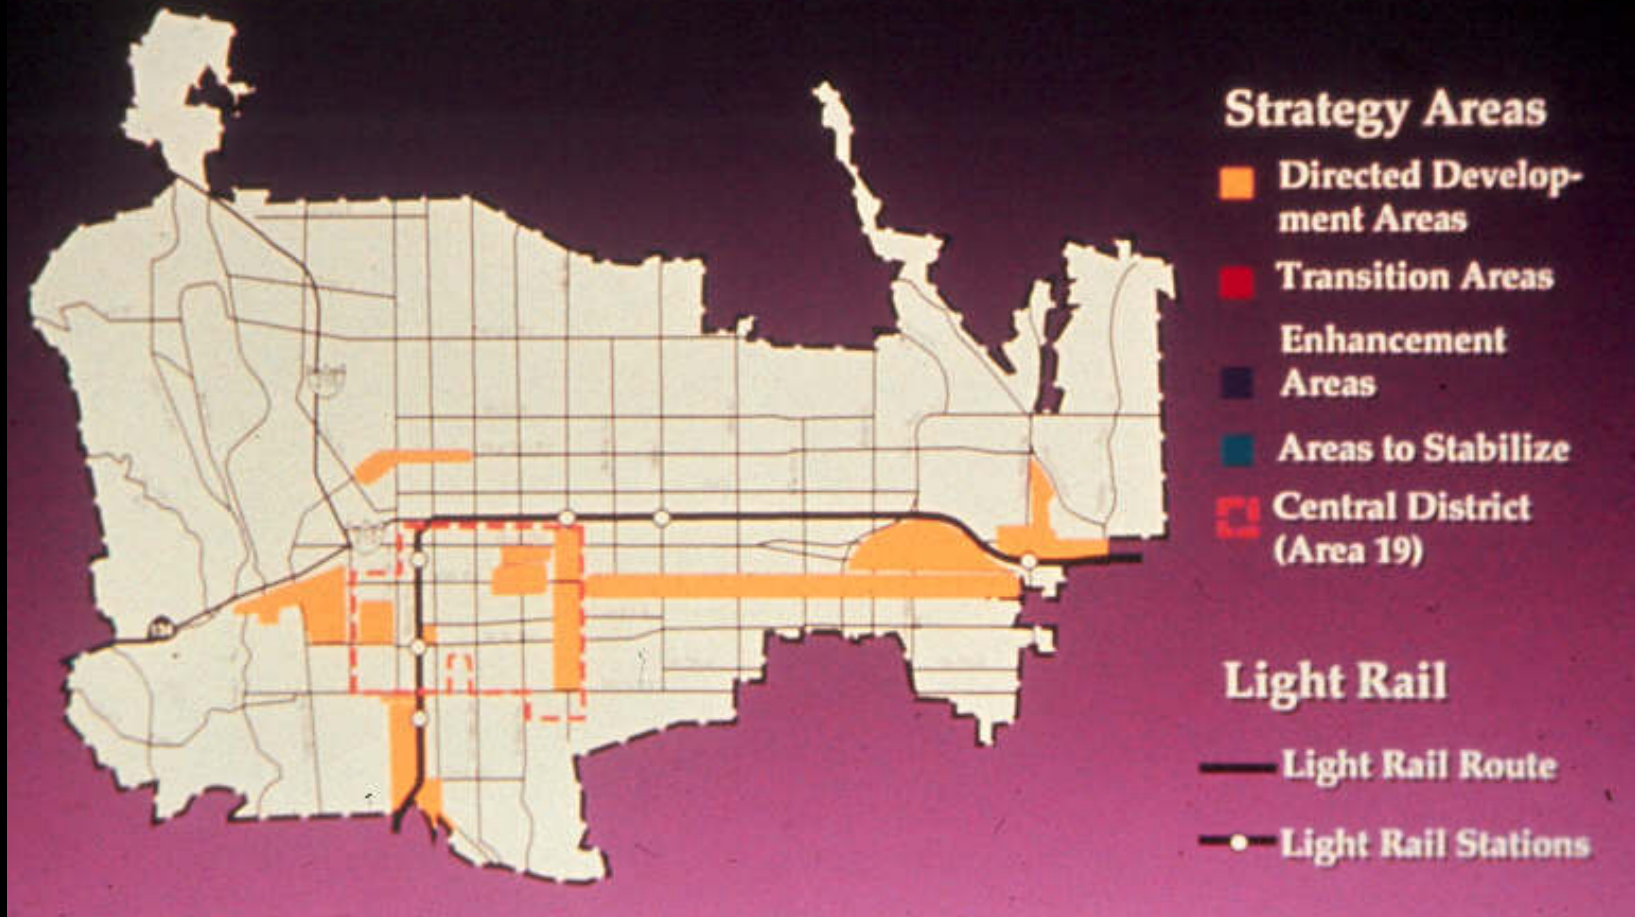 Strategy Areas
Directed Develop-
ment Areas
Transition Areas
Enhancement
Areas
Areas to Stabilize
Central District
(Area 19)
Light Rail
Light Rail Route
Light Rail Stations